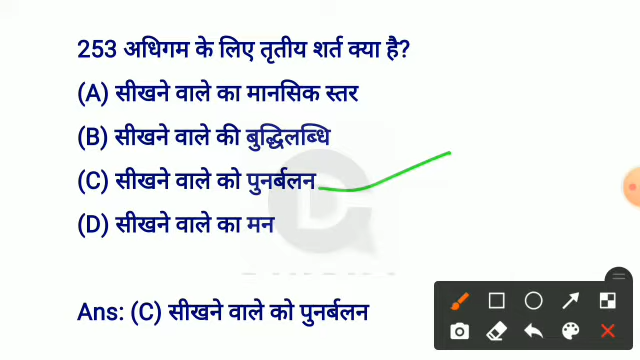 253 अधिगम के लिए तृतीय शर्त क्या है?
(A) सीखने वाले का मानसिक स्तर
(B) सीखने वाले की बुद्धिलब्धि
(C) सीखने वाले को पुनर्बलन
(D) सीखने वाले का मन
Ans: (C) सीखने वाले को पुनर्बलन